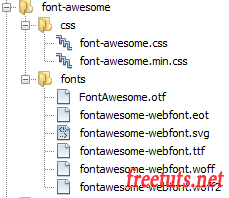 font-awesome
css
font-awesome.css
font-awesome.min.css
fonts
FontAwesome.otf
fontawesome-webfont.eot
fontawesome-webfont.svg
fontawesome-webfont.ttf
fontawesome-webfont.woff
fontawesome-webfont.woff2
freetuts.net